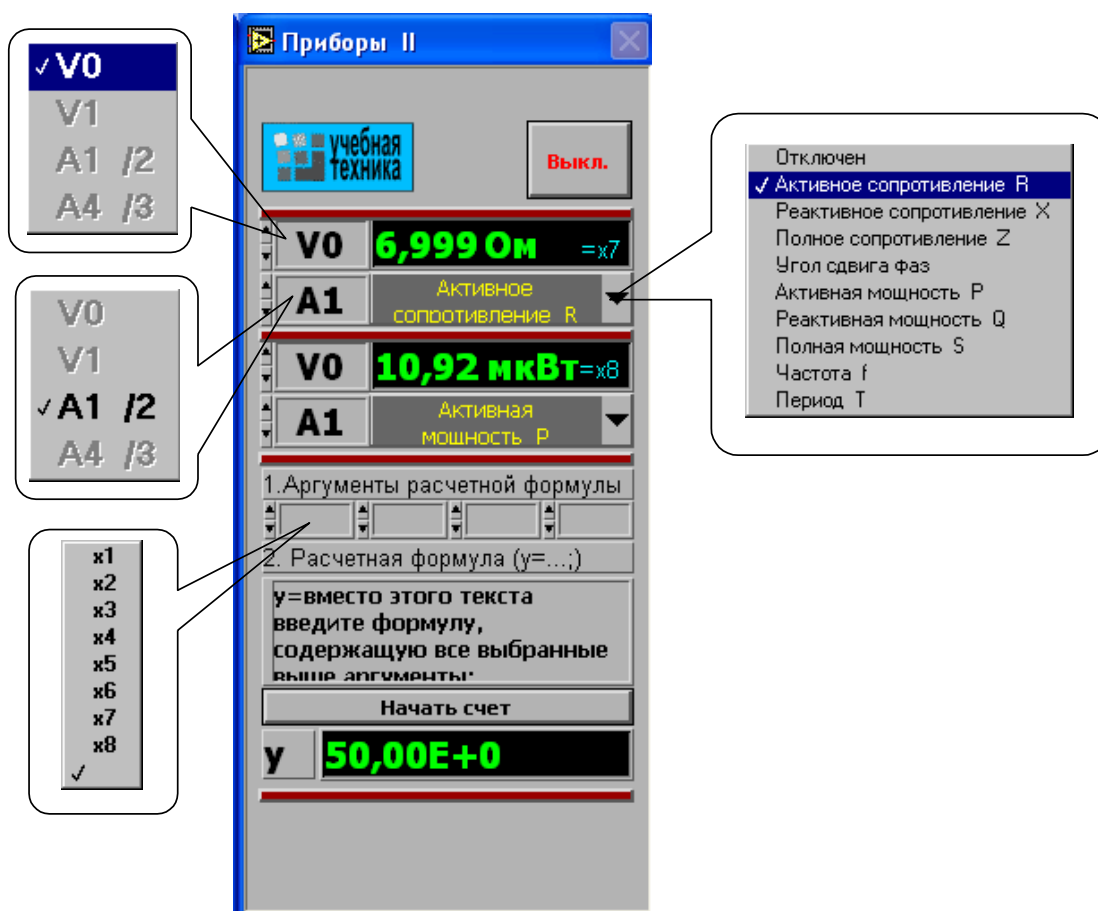 Приборы II
учебная
техника
Выкл.
V0
6,999 Ом
=x7
A1
Активное
сопротивление R
V0
10,92 мкВт
=x8
A1
Активная
мощность P
1.Аргументы расчетной формулы
2. Расчетная формула (y=...;)
y=вместо этого текста
введите формулу,
содержащую все выбранные
выше аргументы;
Начать счет
y
50,00E+0
✓V0
V1
A1 /2
A4 /3
V0
V1
✓A1 /2
A4 /3
x1
x2
x3
x4
x5
x6
x7
x8
✓
Отключен
✓Активное сопротивление R
Реактивное сопротивление X
Полное сопротивление Z
Угол сдвига фаз
Активная мощность P
Реактивная мощность Q
Полная мощность S
Частота f
Период T